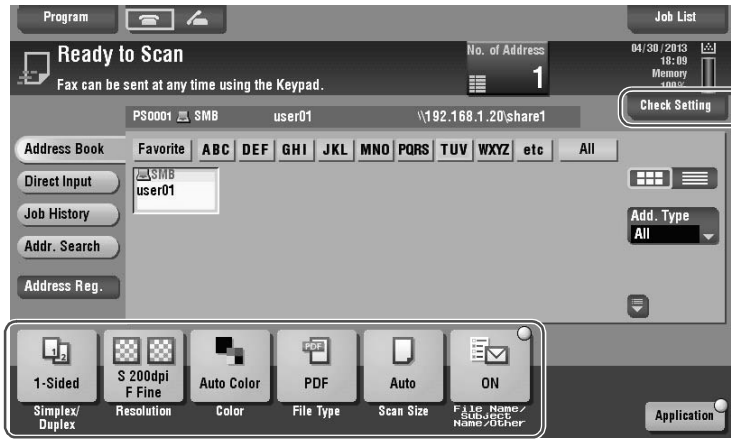 Program
Job List
Ready to Scan
No. of Address
1
04/30/2013
18:09
Memory
100%
Fax can be sent at any time using the Keypad.
Check Setting
PS0001 SMB user01 \\192.168.1.20\share1
Address Book
Favorite ABC DEF GHI JKL MNO PQRS TUV WXYZ etc All
SMB
user01
Direct Input
Job History
Addr. Search
Address Reg.
Add. Type
All
1 2
PDF
1-Sided
S 200dpi
F Fine
Auto Color
PDF
Auto
ON
Simplex/
Duplex
Resolution
Color
File Type
Scan Size
File Name/
Subject
Name/Other
Application